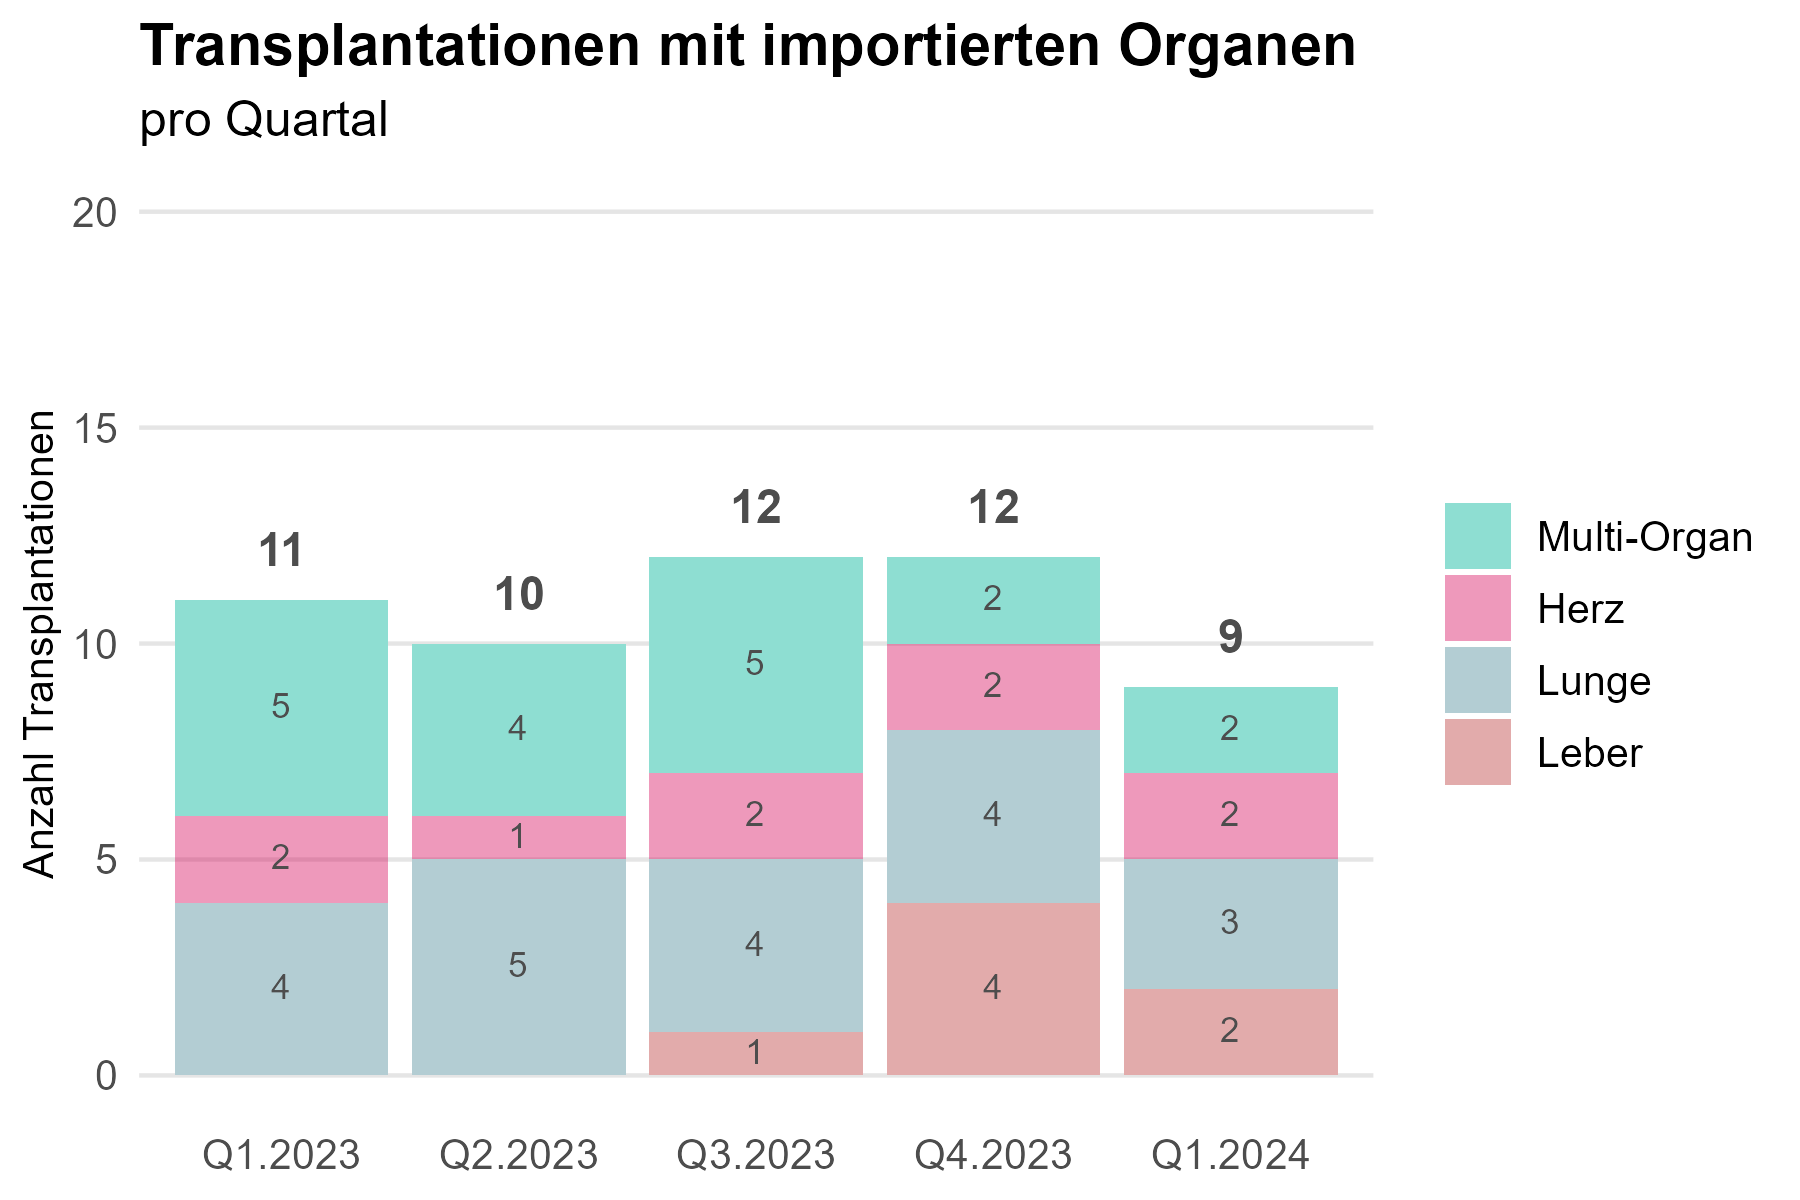 Transplantationen mit importierten Organen
pro Quartal
Anzahl Transplantationen
20
15
10
5
0
11
5
2
4
10
4
1
5
12
5
2
4
1
12
2
2
4
4
9
2
2
3
2
Q1.2023
Q2.2023
Q3.2023
Q4.2023
Q1.2024
Multi-Organ
Herz
Lunge
Leber